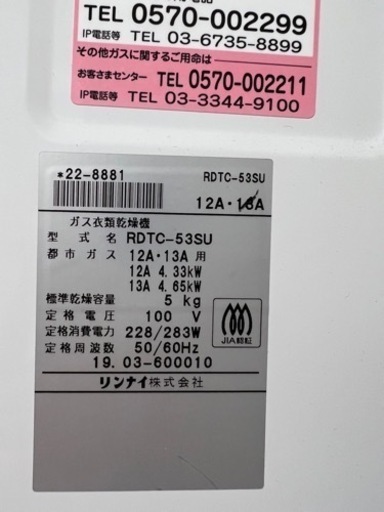 TEL 0570-002299
IP電話等 TEL 03-6735-8899
その他ガスに関するご用命は
お客さまセンター TEL 0570-002211
IP電話等 TEL 03-3344-9100
*22-8881 RDTC-53SU
12A・13A
ガス衣類乾燥機
型式名 RDTC-53SU
都市ガス 12A・13A 用
12A 4.33kW
13A 4.65kW
標準乾燥容量 5 kg
定格電圧 100 V
定格消費電力 228/283W
定格周波数 50/60Hz
19.03-600010
リンナイ株式会社
JIA認証